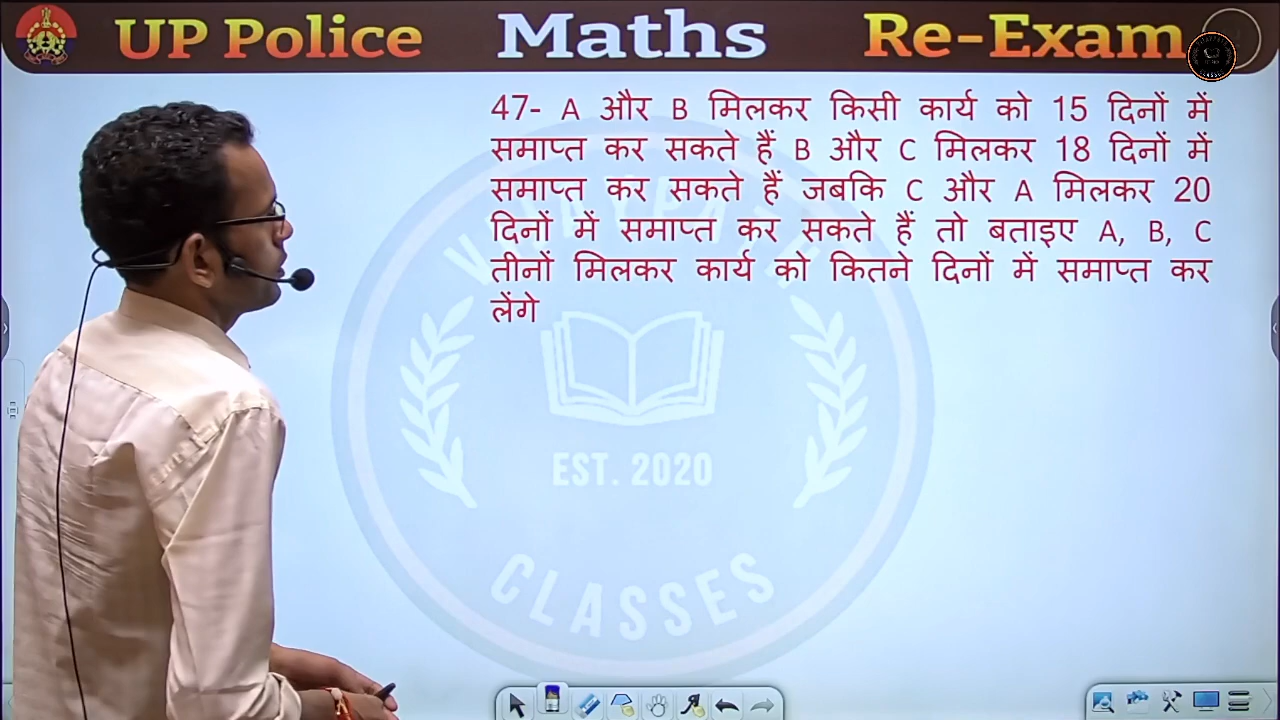 UP Police Maths Re-Exam
47- A और B मिलकर किसी कार्य को 15 दिनों में
समाप्त कर सकते हैं B और C मिलकर 18 दिनों में
समाप्त कर सकते हैं जबकि C और A मिलकर 20
दिनों में समाप्त कर सकते हैं तो बताइए A, B, C
तीनों मिलकर कार्य को कितने दिनों में समाप्त कर
लेंगे
EST. 2020
CLASSES